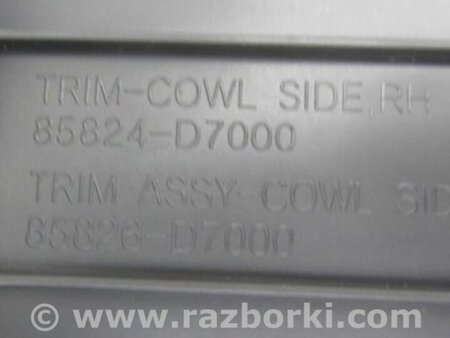 TRIM-COWL SIDE, RH
85824-D7000
TRIM ASSY-COWL SID
85826-D7000
© www.razborki.com